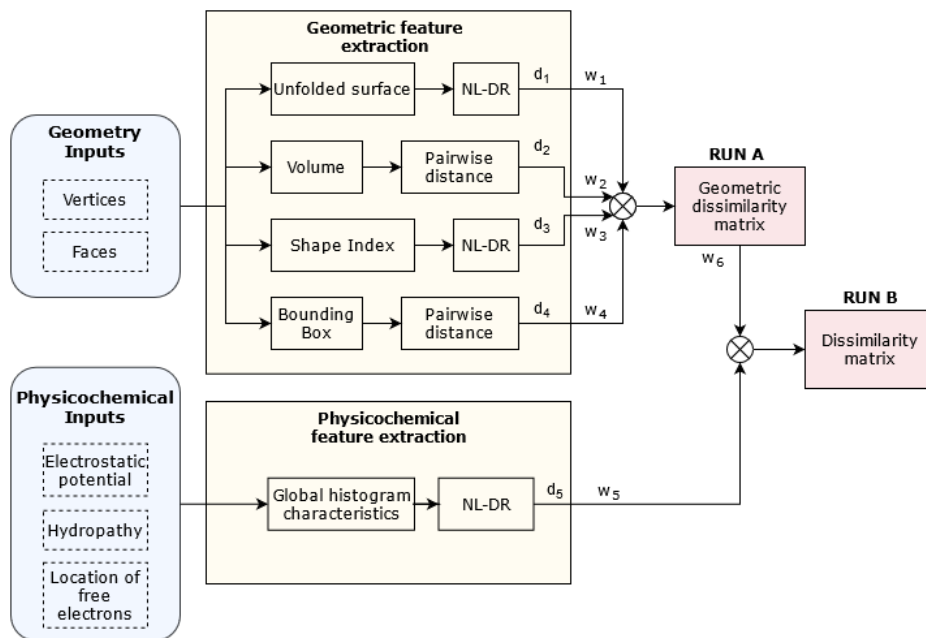 Geometry
Inputs
Vertices
Faces
Geometric feature
extraction
Unfolded surface
NL-DR
d1
w1
Volume
Pairwise
distance
d2
w2
Shape Index
NL-DR
d3
w3
Bounding
Box
Pairwise
distance
d4
w4
RUN A
Geometric
dissimilarity
matrix
w6
RUN B
Dissimilarity
matrix
Physicochemical
Inputs
Electrostatic
potential
Hydropathy
Location of
free
electrons
Physicochemical
feature extraction
Global histogram
characteristics
NL-DR
d5
w5